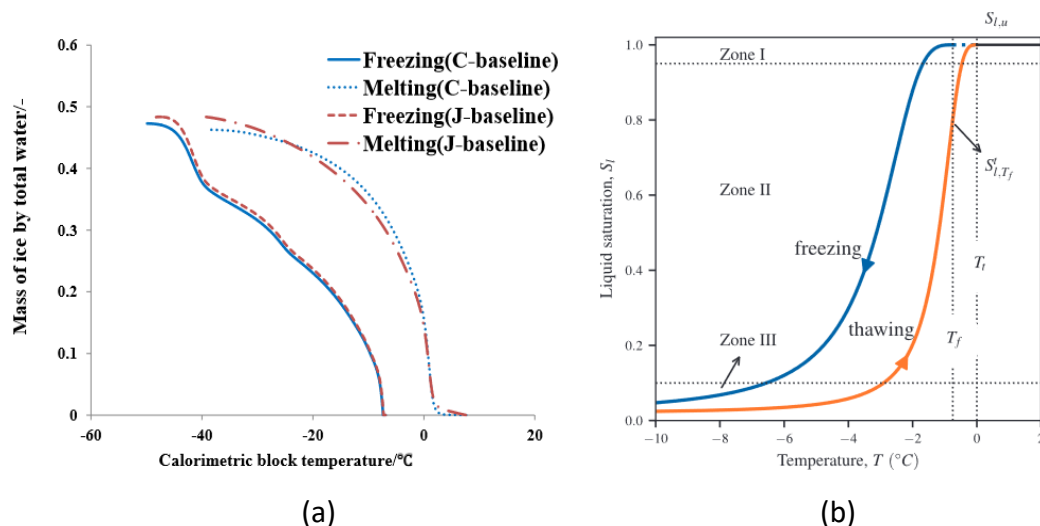 0.6
0.5
0.4
0.3
0.2
0.1
0
-60
-40
-20
0
20
Mass of ice by total water/-
Calorimetric block temperature/℃
Freezing(C-baseline)
Melting(C-baseline)
Freezing(J-baseline)
Melting(J-baseline)
(a)
S_{l,u}
1.0
0.8
0.6
0.4
0.2
0.0
Liquid saturation, S_l
Zone I
Zone II
Zone III
freezing
thawing
S^t_{l,T_f}
T_t
T_f
−10
−8
−6
−4
−2
0
2
Temperature, T (°C)
(b)